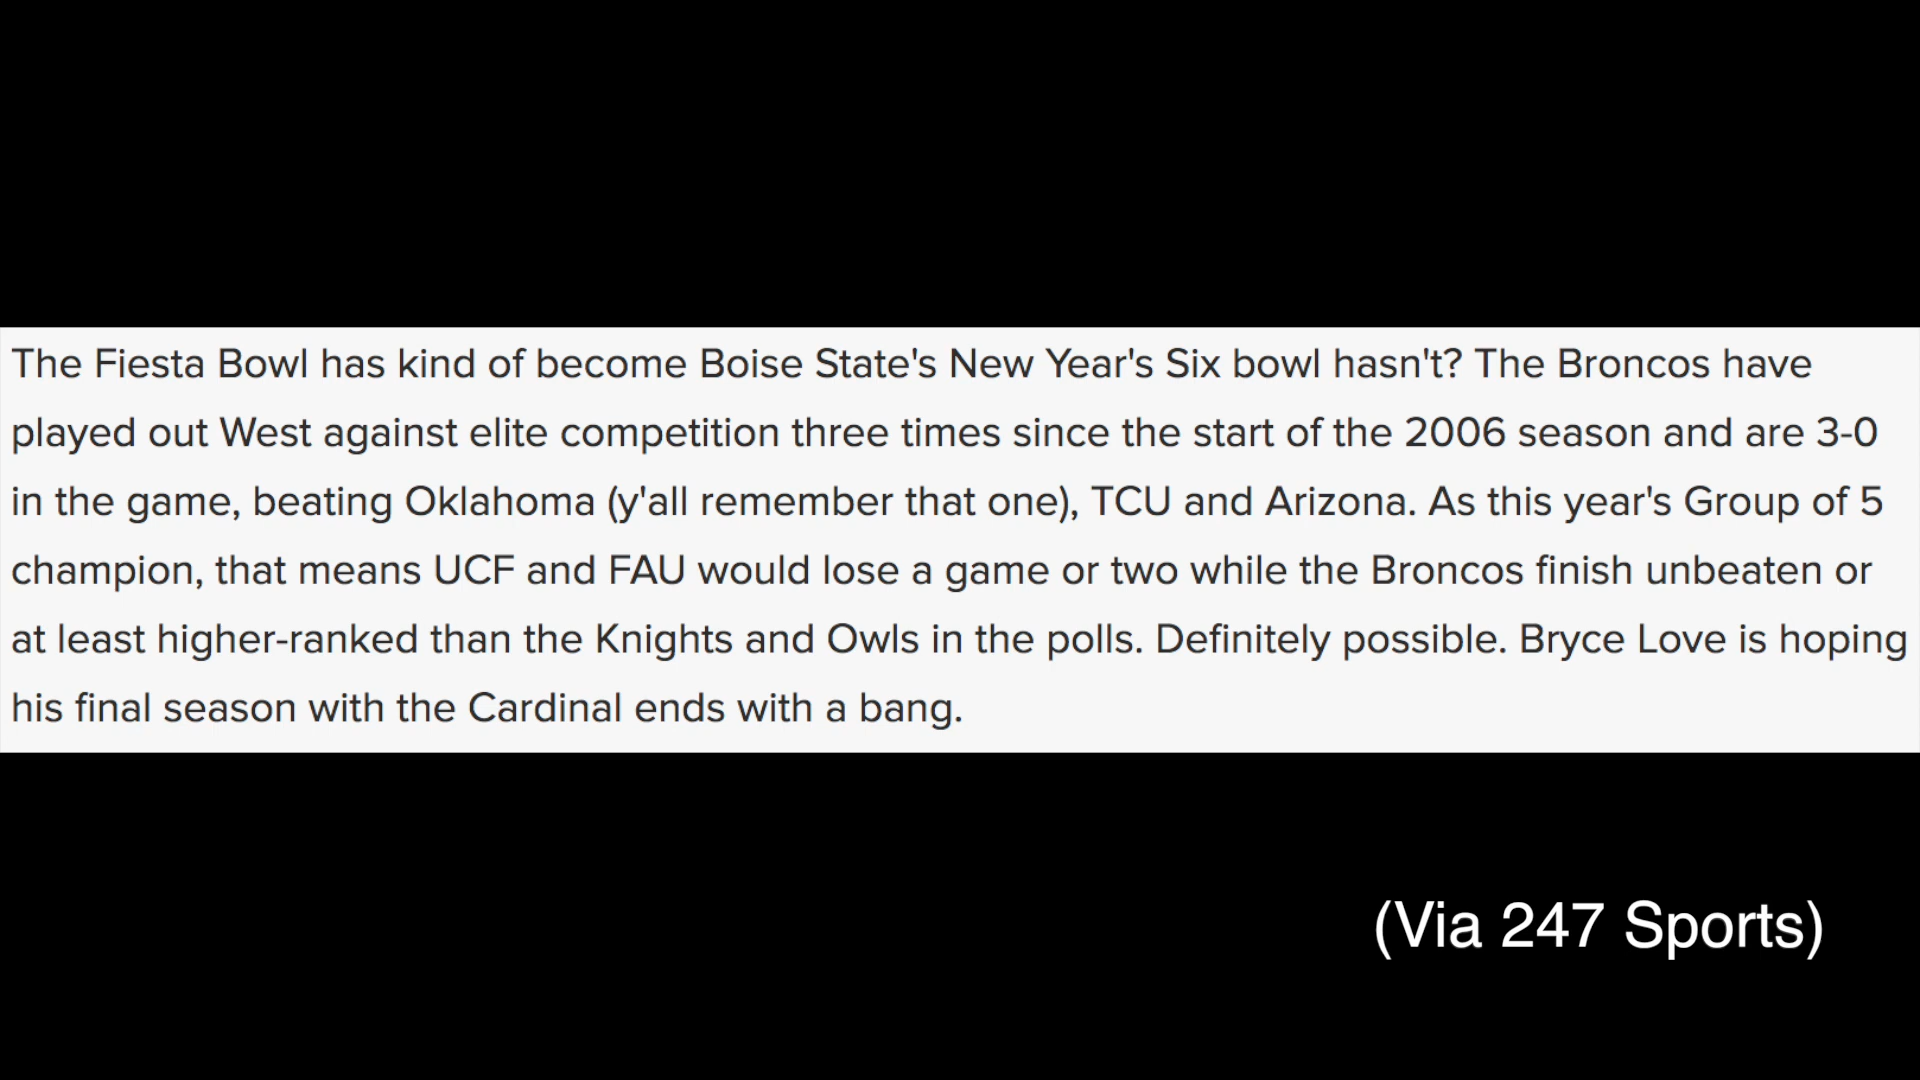 The Fiesta Bowl has kind of become Boise State's New Year's Six bowl hasn't? The Broncos have
played out West against elite competition three times since the start of the 2006 season and are 3-0
in the game, beating Oklahoma (y'all remember that one), TCU and Arizona. As this year's Group of 5
champion, that means UCF and FAU would lose a game or two while the Broncos finish unbeaten or
at least higher-ranked than the Knights and Owls in the polls. Definitely possible. Bryce Love is hoping
his final season with the Cardinal ends with a bang.
(Via 247 Sports)